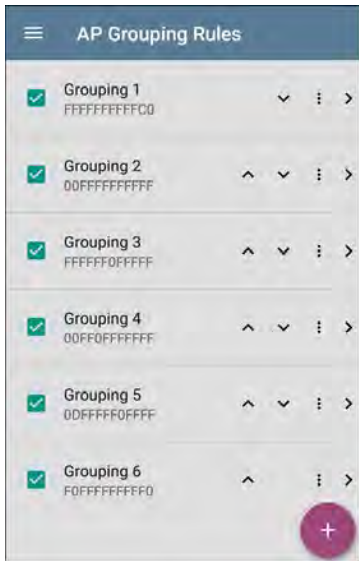 AP Grouping Rules
Grouping 1
FFFFFFFFFFC0
Grouping 2
00FFFFFFFFFF
Grouping 3
FFFFFF0FFFFF
Grouping 4
00FF0FFFFFFF
Grouping 5
0DFFFFF0FFFF
Grouping 6
F0FFFFFFFFF0